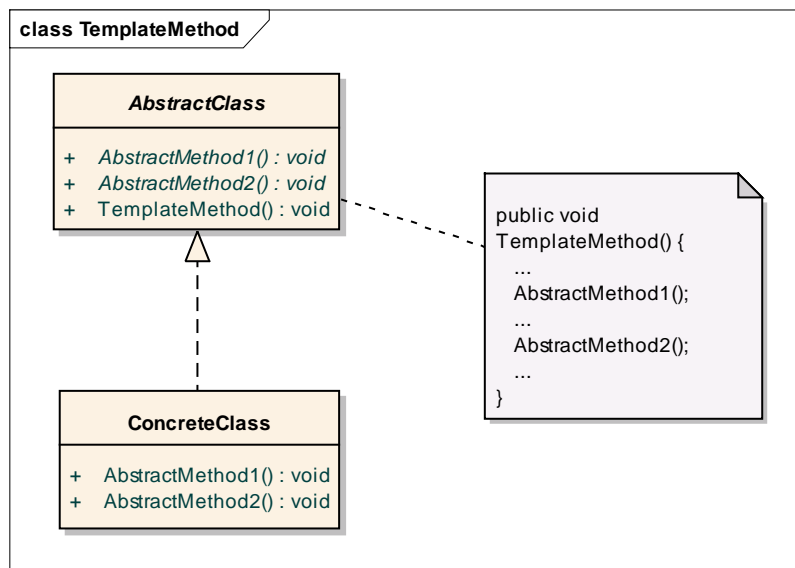 class TemplateMethod
AbstractClass
+ AbstractMethod1() : void
+ AbstractMethod2() : void
+ TemplateMethod() : void
public void
TemplateMethod() {
...
AbstractMethod1();
...
AbstractMethod2();
...
}
ConcreteClass
+ AbstractMethod1() : void
+ AbstractMethod2() : void